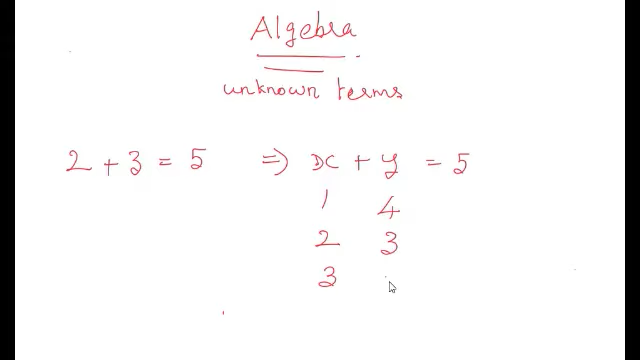 Algebra
unknown terms
2 + 3 = 5 => x + y = 5
1 4
2 3
3